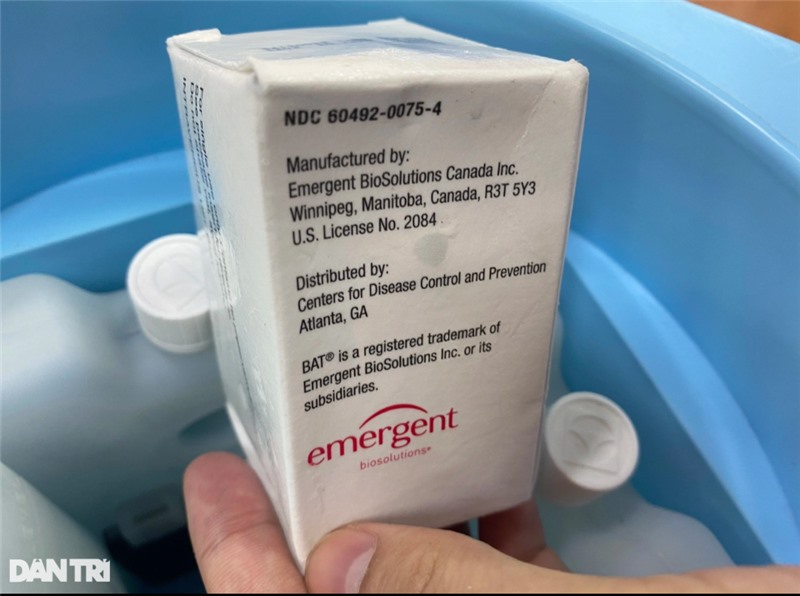 NDC 60492-0075-4
Manufactured by:
Emergent BioSolutions Canada Inc.
Winnipeg, Manitoba, Canada, R3T 5Y3
U.S. License No. 2084
Distributed by:
Centers for Disease Control and Prevention
Atlanta, GA
BAT® is a registered trademark of
Emergent BioSolutions Inc. or its
subsidiaries.
emergent
biosolutions®
DÂN TRÍ